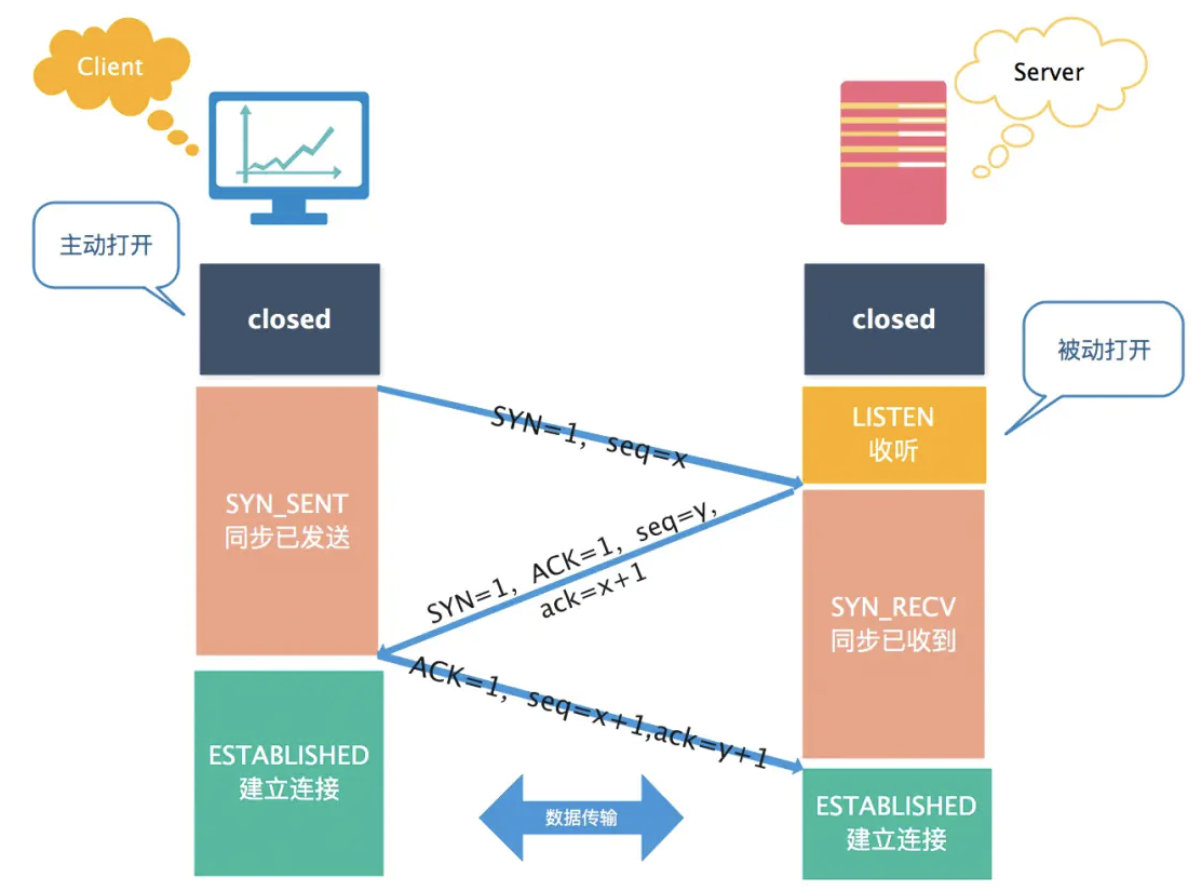 Client
Server
主动打开
closed
closed
被动打开
LISTEN
收听
SYN=1, seq=x
SYN_SENT
同步已发送
SYN=1, ACK=1, seq=y,
ack=x+1
SYN_RECV
同步已收到
ACK=1, seq=x+1,ack=y+1
ESTABLISHED
建立连接
数据传输
ESTABLISHED
建立连接